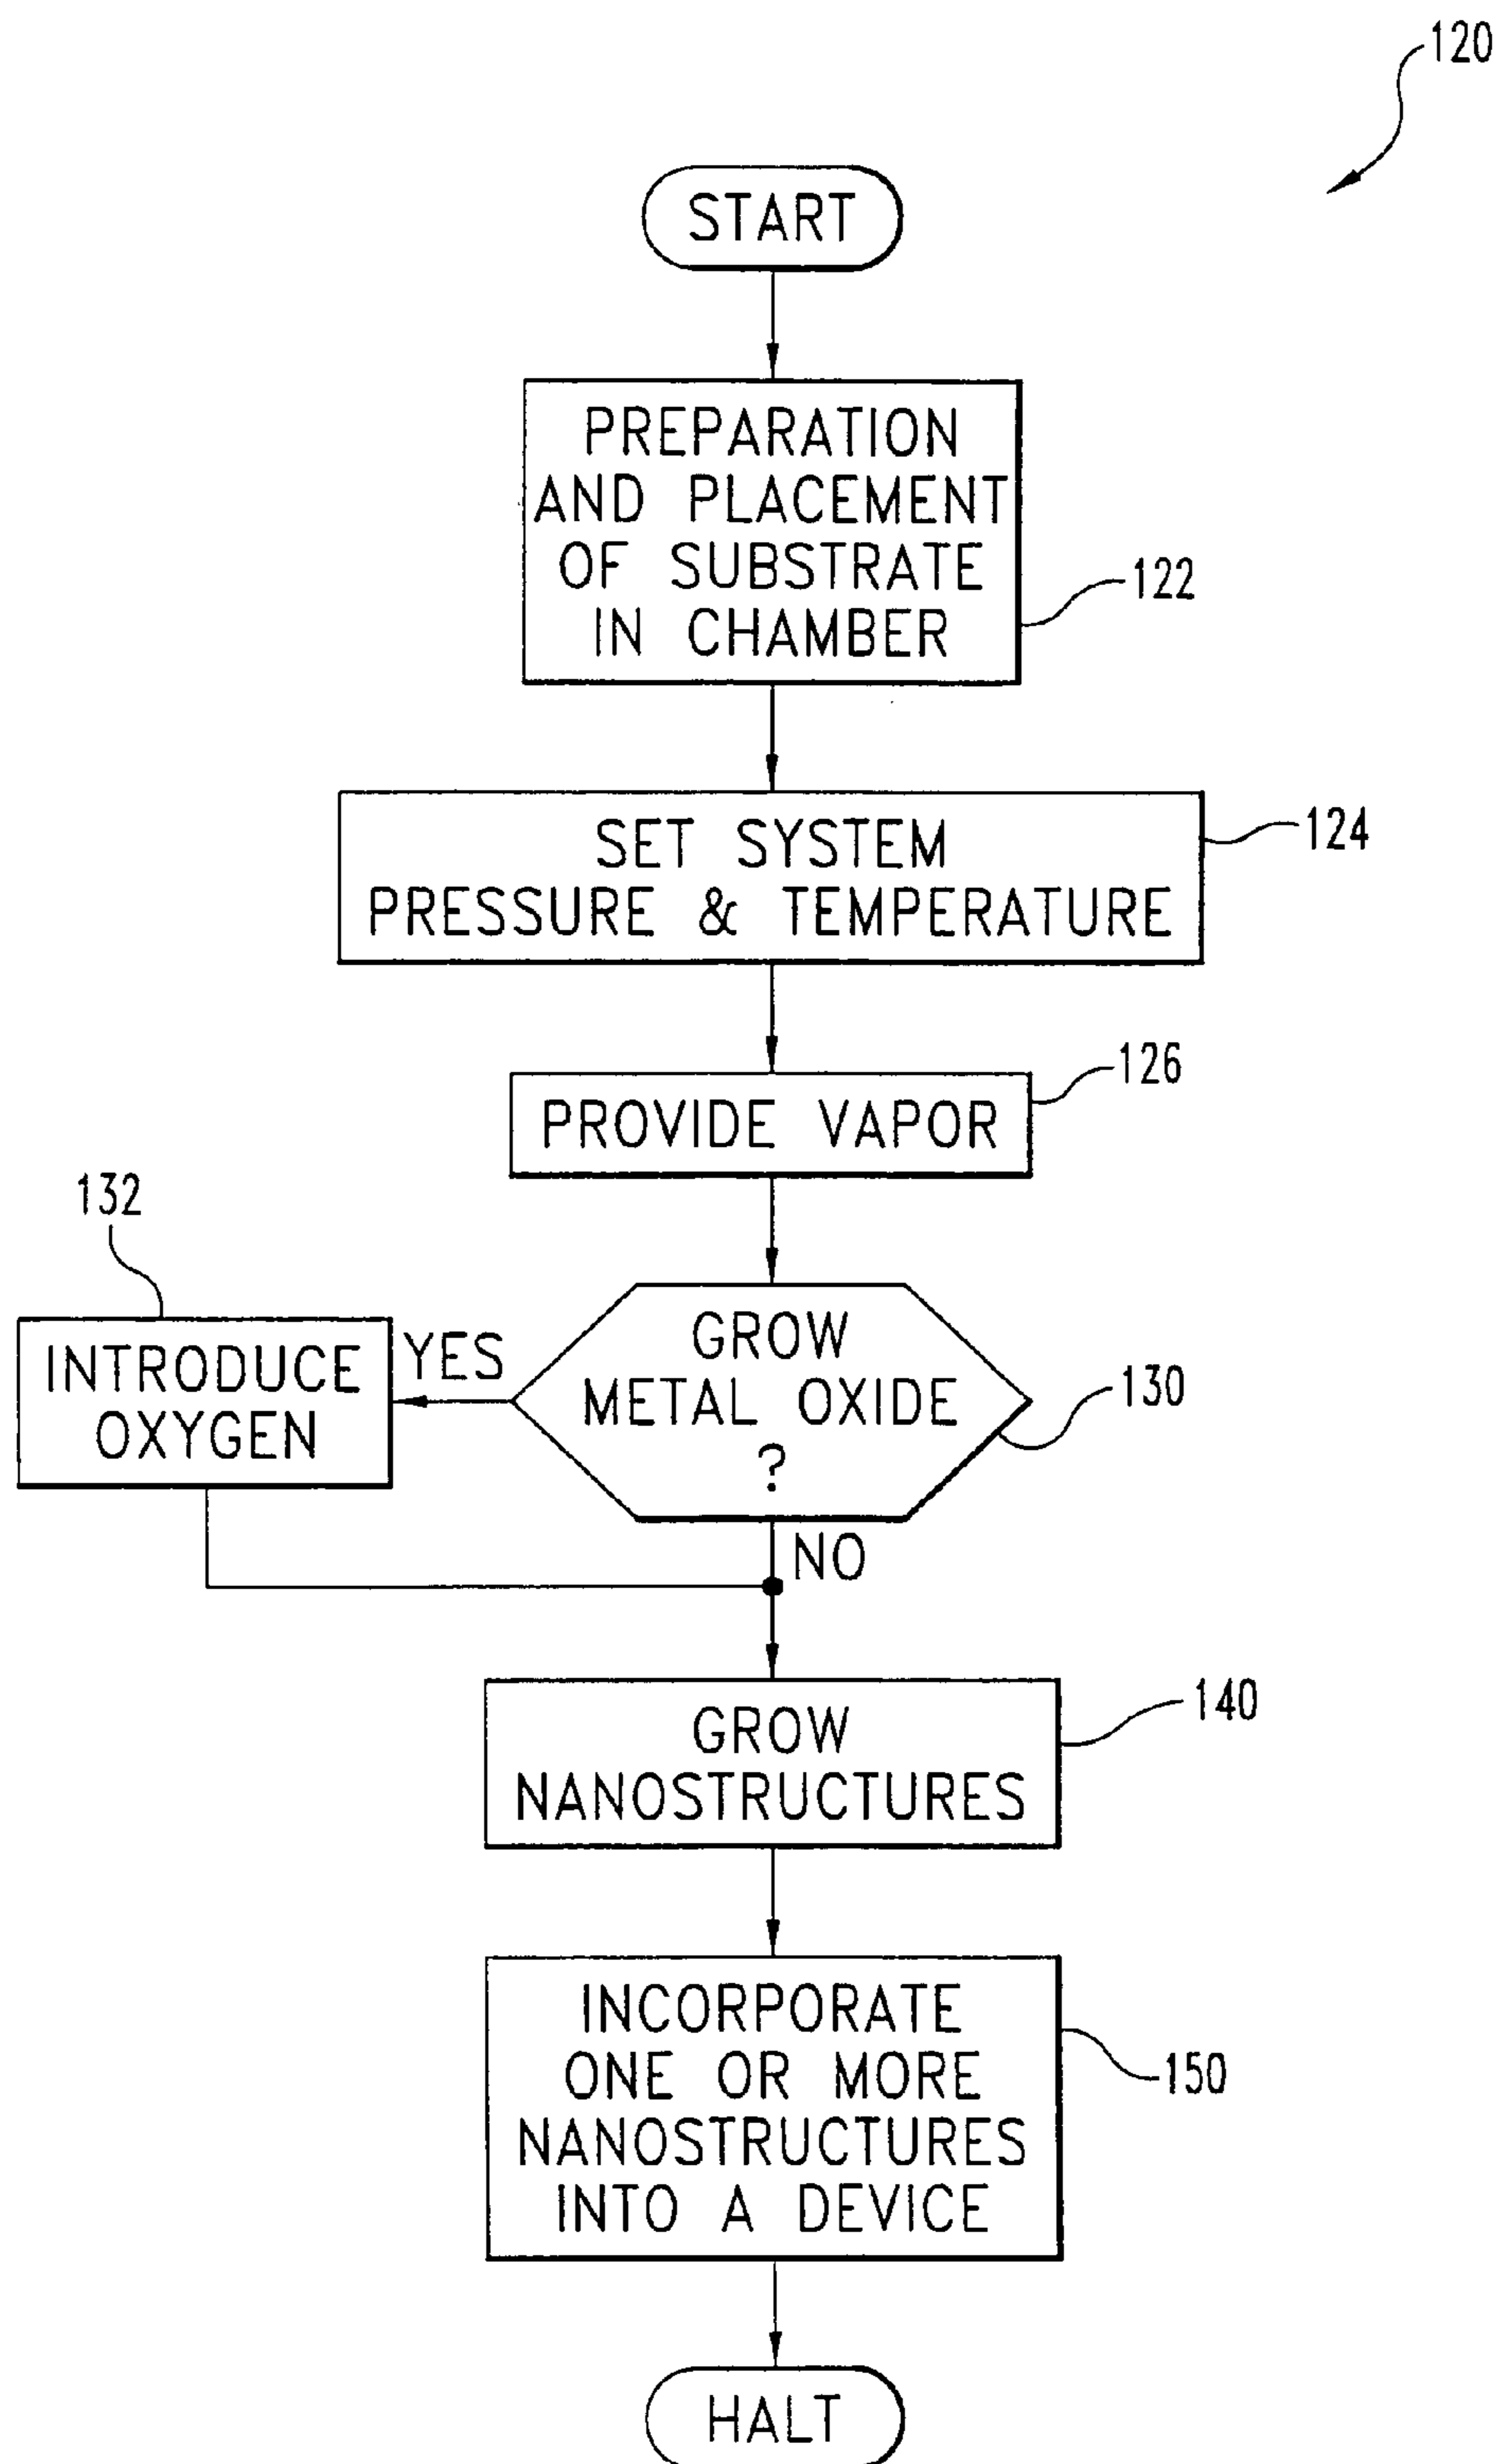 120
START
PREPARATION
AND PLACEMENT
OF SUBSTRATE
IN CHAMBER
122
SET SYSTEM
PRESSURE & TEMPERATURE
124
PROVIDE VAPOR
126
GROW
METAL OXIDE
?
130
YES
132
INTRODUCE
OXYGEN
NO
GROW
NANOSTRUCTURES
140
INCORPORATE
ONE OR MORE
NANOSTRUCTURES
INTO A DEVICE
150
HALT